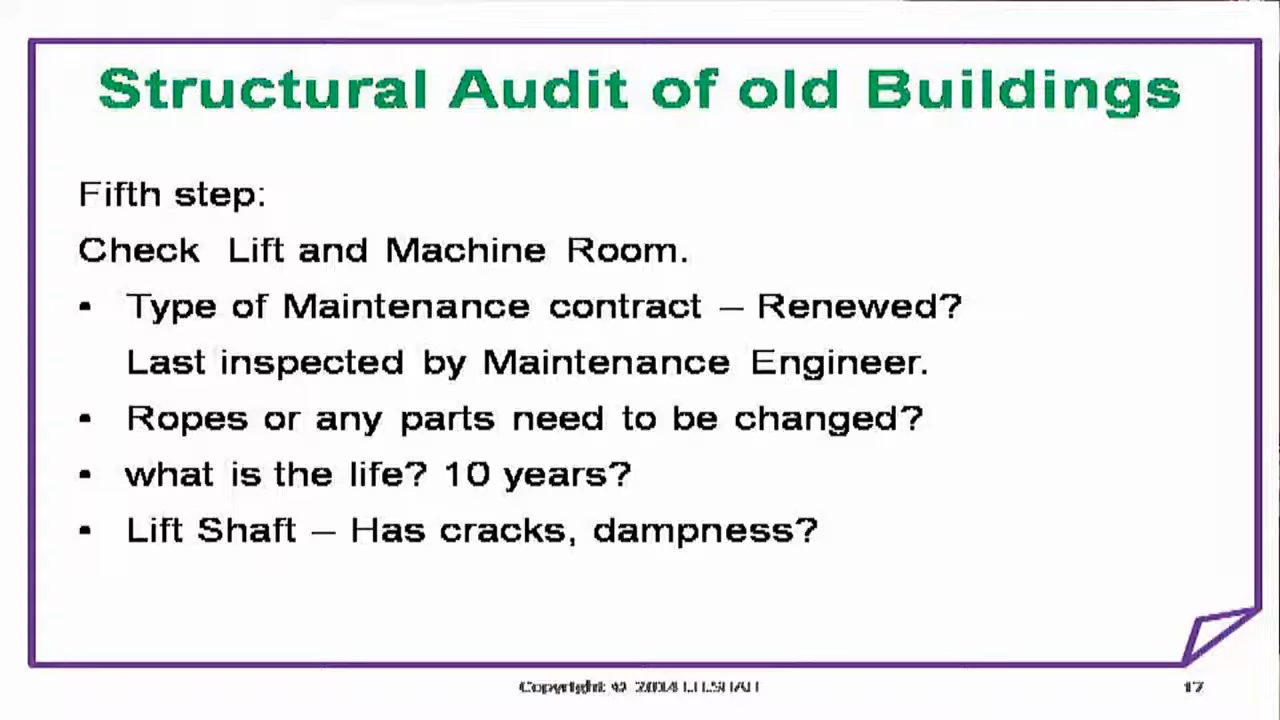 Structural Audit of old Buildings
Fifth step:
Check Lift and Machine Room.
▪ Type of Maintenance contract – Renewed?
Last inspected by Maintenance Engineer.
▪ Ropes or any parts need to be changed?
▪ what is the life? 10 years?
▪ Lift Shaft – Has cracks, dampness?
Copyright: ©
17